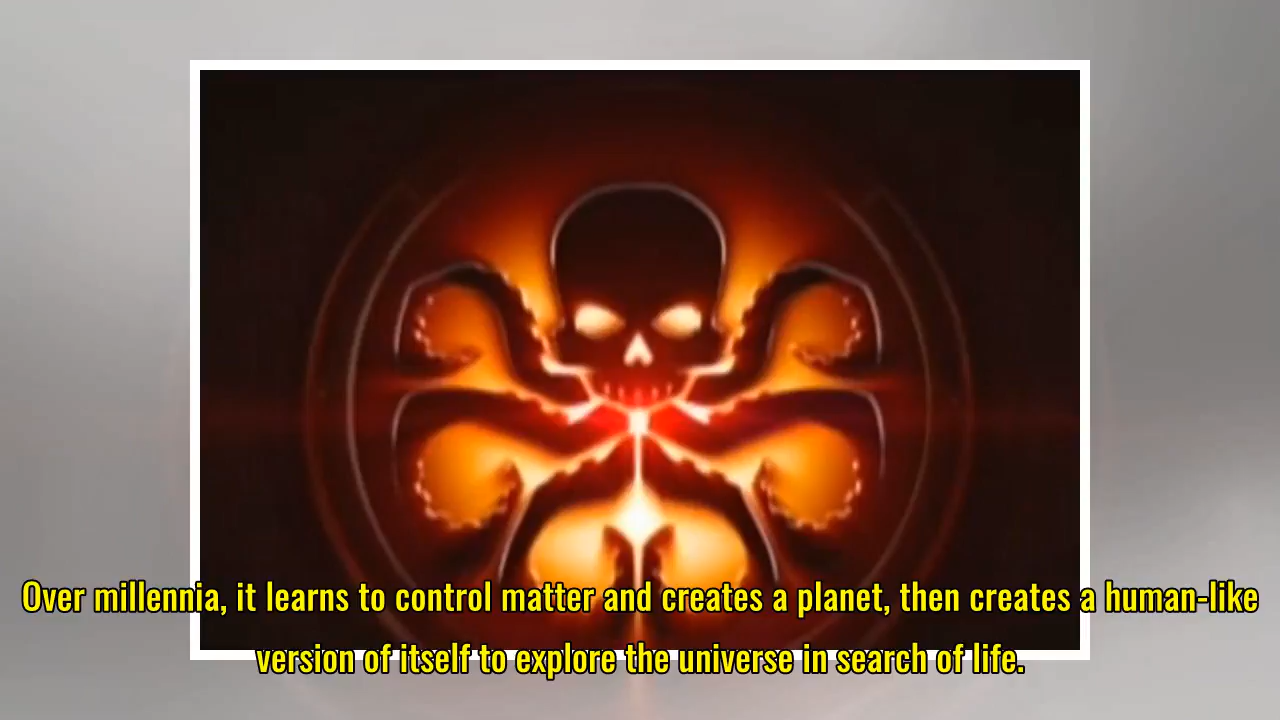 Over millennia, it learns to control matter and creates a planet, then creates a human-like
version of itself to explore the universe in search of life.